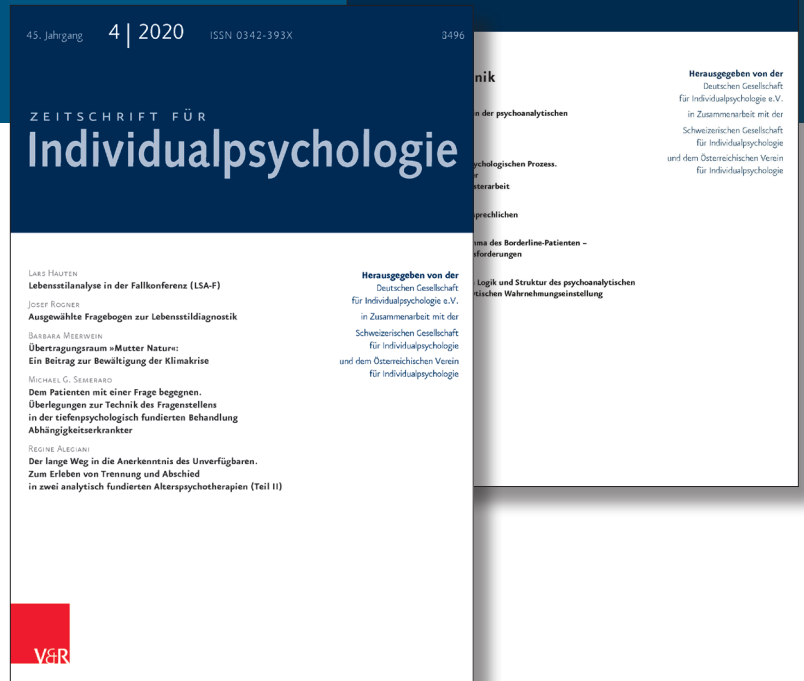 45. Jahrgang 4 | 2020 ISSN 0342-393X 3496
ZEITSCHRIFT FÜR
Individualpsychologie
LARS HAUTEN
Lebensstilanalyse in der Fallkonferenz (LSA-F)
JOSEF ROGNER
Ausgewählte Fragebogen zur Lebensstildiagnostik
BARBARA MEERWEIN
Übertragungsraum »Mutter Natur«:
Ein Beitrag zur Bewältigung der Klimakrise
MICHAEL G. SEMERARO
Dem Patienten mit einer Frage begegnen.
Überlegungen zur Technik des Fragenstellens
in der tiefenpsychologisch fundierten Behandlung
Abhängigkeitserkrankter
REGINE ALEGIANI
Der lange Weg in die Anerkenntnis des Unverfügbaren.
Zum Erleben von Trennung und Abschied
in zwei analytisch fundierten Alterspsychotherapien (Teil II)
Herausgegeben von der
Deutschen Gesellschaft
für Individualpsychologie e.V.
in Zusammenarbeit mit der
Schweizerischen Gesellschaft
für Individualpsychologie
und dem Österreichischen Verein
für Individualpsychologie
V&R
nik
in der psychoanalytischen
ychologischen Prozess.
r
sterarbeit
sprechlichen
ma des Borderline-Patienten –
sforderungen
Logik und Struktur des psychoanalytischen
ytischen Wahrnehmungseinstellung
Herausgegeben von der
Deutschen Gesellschaft
für Individualpsychologie e.V.
in Zusammenarbeit mit der
Schweizerischen Gesellschaft
für Individualpsychologie
und dem Österreichischen Verein
für Individualpsychologie